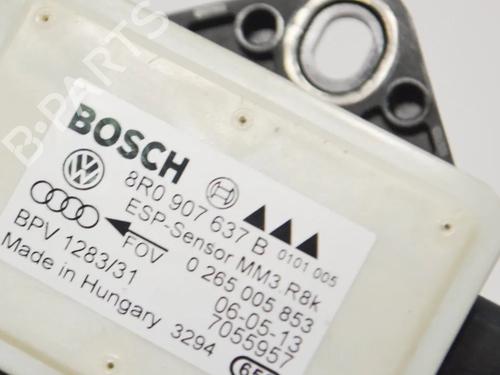 B-PARTS
BOSCH
8R0 907 637 B
0101 005
ESP-Sensor MM3 R8K
FOV
0 265 005 853
BPV 1283/31
06-05-13
Made in Hungary 3294
7055957